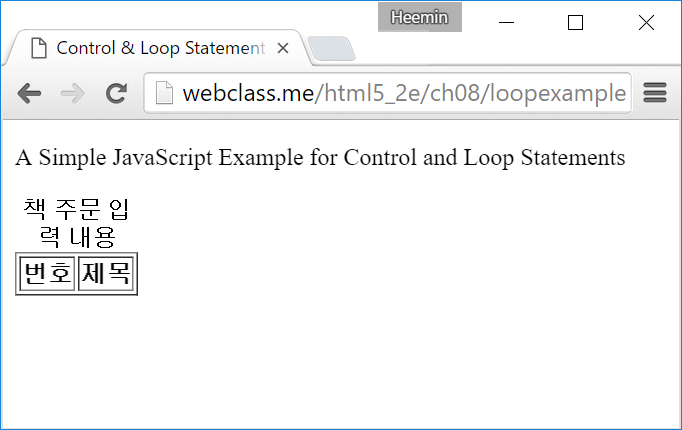 Heemin
Control & Loop Statement
webclass.me/html5_2e/ch08/loopexample
A Simple JavaScript Example for Control and Loop Statements
책 주문 입
력 내용
번호 제목